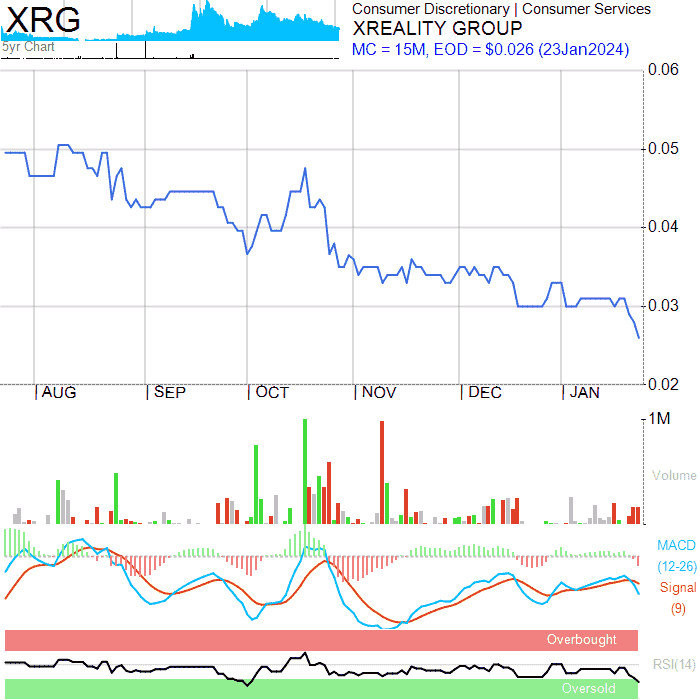 XRG
5yr Chart
Consumer Discretionary | Consumer Services
XREALITY GROUP
MC = 15M, EOD = $0.026 (23Jan2024)
0.06
0.05
0.04
0.03
0.02
AUG SEP OCT NOV DEC JAN
1M
Volume
MACD
(12-26)
Signal
(9)
Overbought
RSI(14)
Oversold